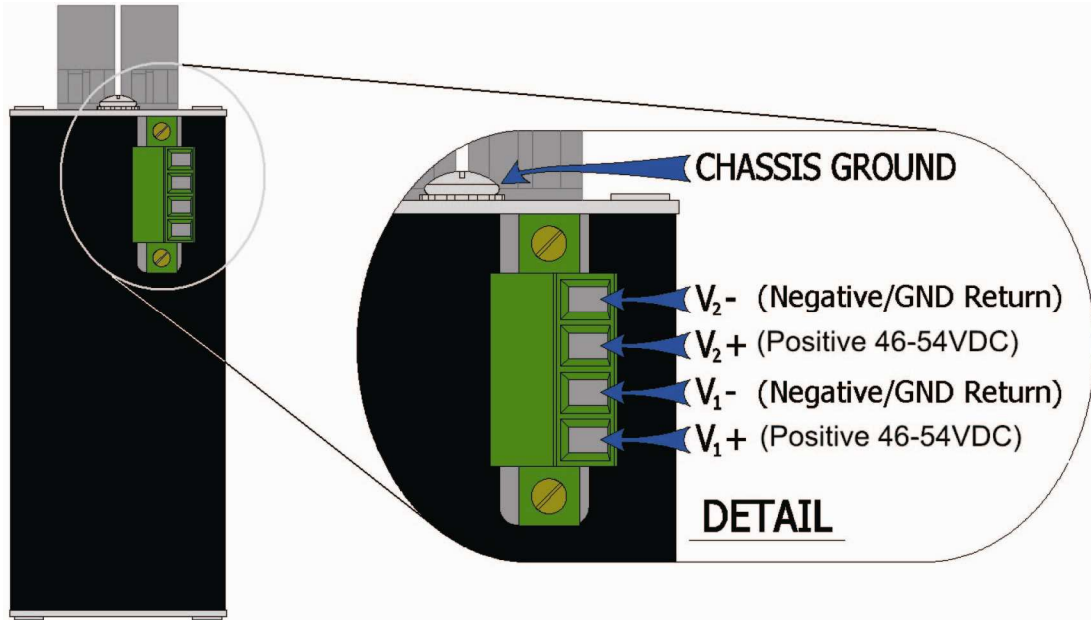 CHASSIS GROUND
V₂- (Negative/GND Return)
V₂+ (Positive 46-54VDC)
V₁- (Negative/GND Return)
V₁+ (Positive 46-54VDC)
DETAIL